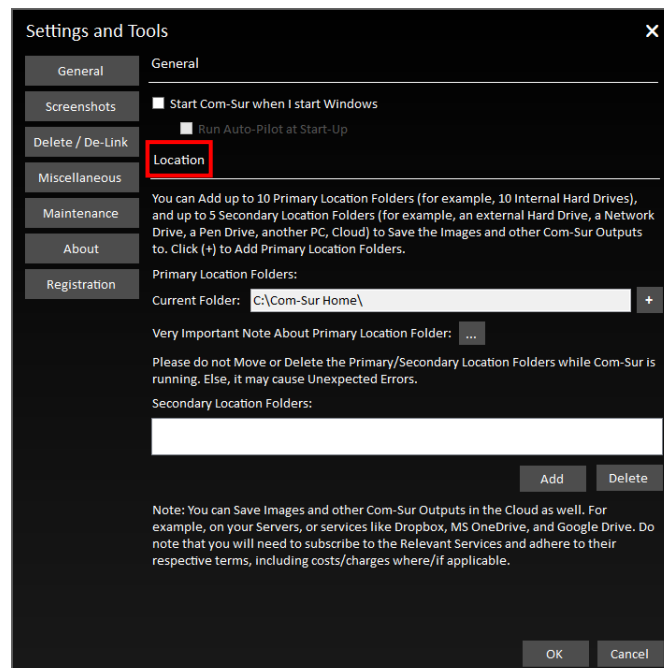 Settings and Tools
General
Screenshots
Delete / De-Link
Miscellaneous
Maintenance
About
Registration
General
Start Com-Sur when I start Windows
Run Auto-Pilot at Start-Up
Location
You can Add up to 10 Primary Location Folders (for example, 10 Internal Hard Drives),
and up to 5 Secondary Location Folders (for example, an external Hard Drive, a Network
Drive, a Pen Drive, another PC, Cloud) to Save the Images and other Com-Sur Outputs
to. Click (+) to Add Primary Location Folders.
Primary Location Folders:
Current Folder: C:\Com-Sur Home\ +
Very Important Note About Primary Location Folder: ...
Please do not Move or Delete the Primary/Secondary Location Folders while Com-Sur is
running. Else, it may cause Unexpected Errors.
Secondary Location Folders:
Add Delete
Note: You can Save Images and other Com-Sur Outputs in the Cloud as well. For
example, on your Servers, or services like Dropbox, MS OneDrive, and Google Drive. Do
note that you will need to subscribe to the Relevant Services and adhere to their
respective terms, including costs/charges where/if applicable.
OK Cancel